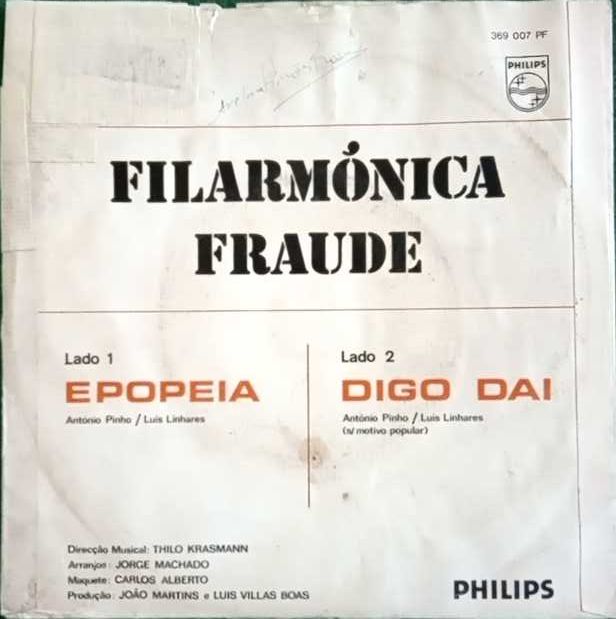 369 007 PF
PHILIPS
FILARMÓNICA
FRAUDE
Lado 1
EPOPEIA
António Pinho / Luis Linhares
Lado 2
DIGO DAI
António Pinho / Luis Linhares
(s/ motivo popular)
Direcção Musical: THILO KRASMANN
Arranjos: JORGE MACHADO
Maquete: CARLOS ALBERTO
Produção: JOÃO MARTINS e LUIS VILLAS BOAS
PHILIPS